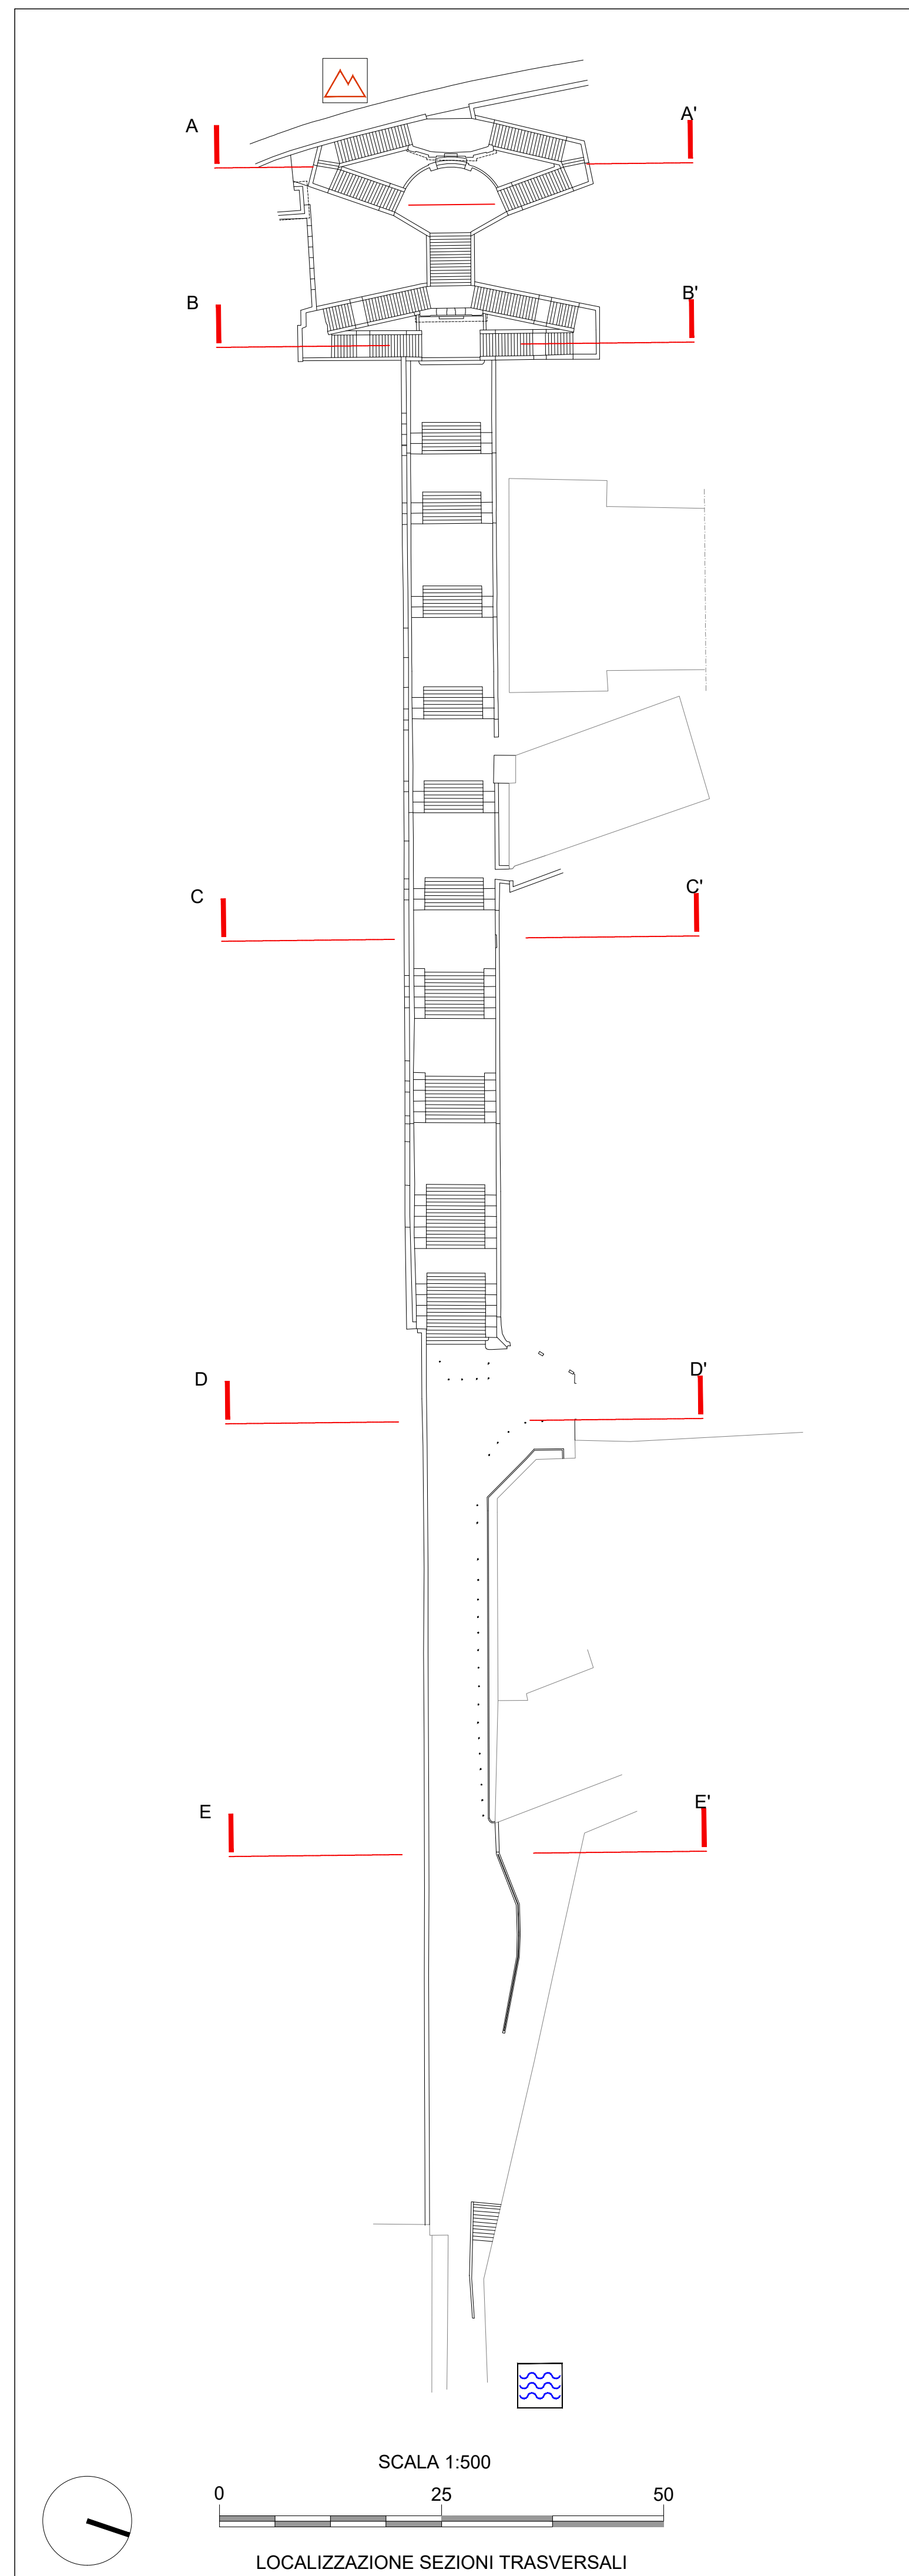 A A'
B B'
C C'
D D'
E E'
SCALA 1:500
0 25 50
LOCALIZZAZIONE SEZIONI TRASVERSALI